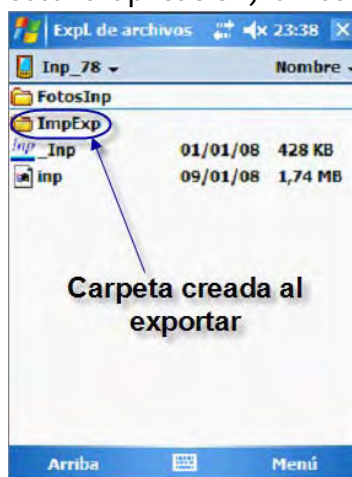 Expl. de archivos 23:38
Inp_78 Nombre
FotosInp
ImpExp
Inp _Inp 01/01/08 428 KB
inp 09/01/08 1,74 MB
Carpeta creada al
exportar
Arriba Menú